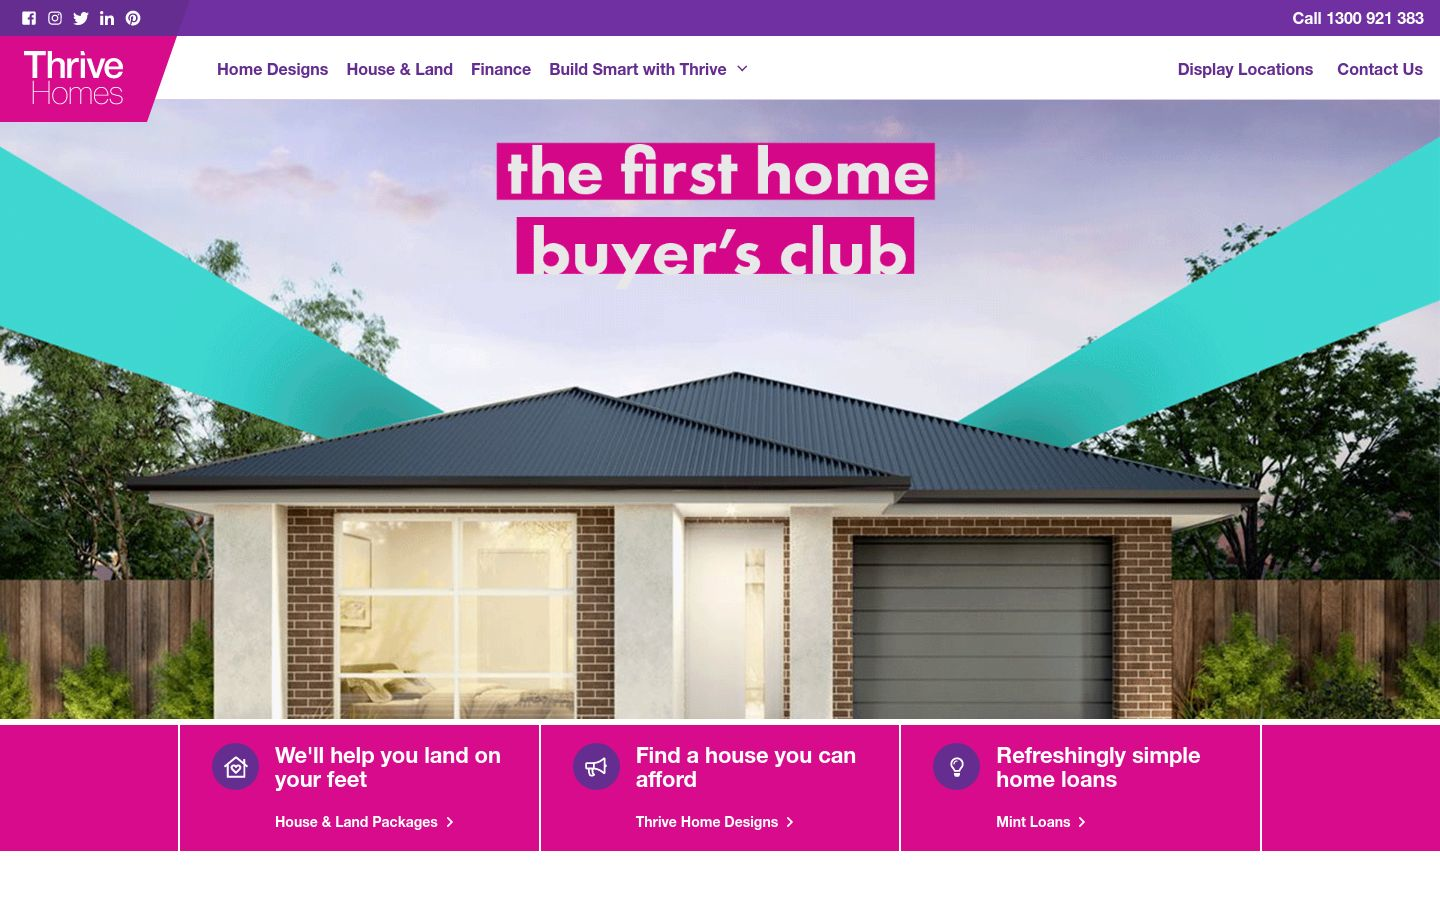 Call 1300 921 383
Thrive
Homes
Home Designs
House & Land
Finance
Build Smart with Thrive
Display Locations
Contact Us
the first home
buyer's club
We'll help you land on
your feet
House & Land Packages
Find a house you can
afford
Thrive Home Designs
Refreshingly simple
home loans
Mint Loans